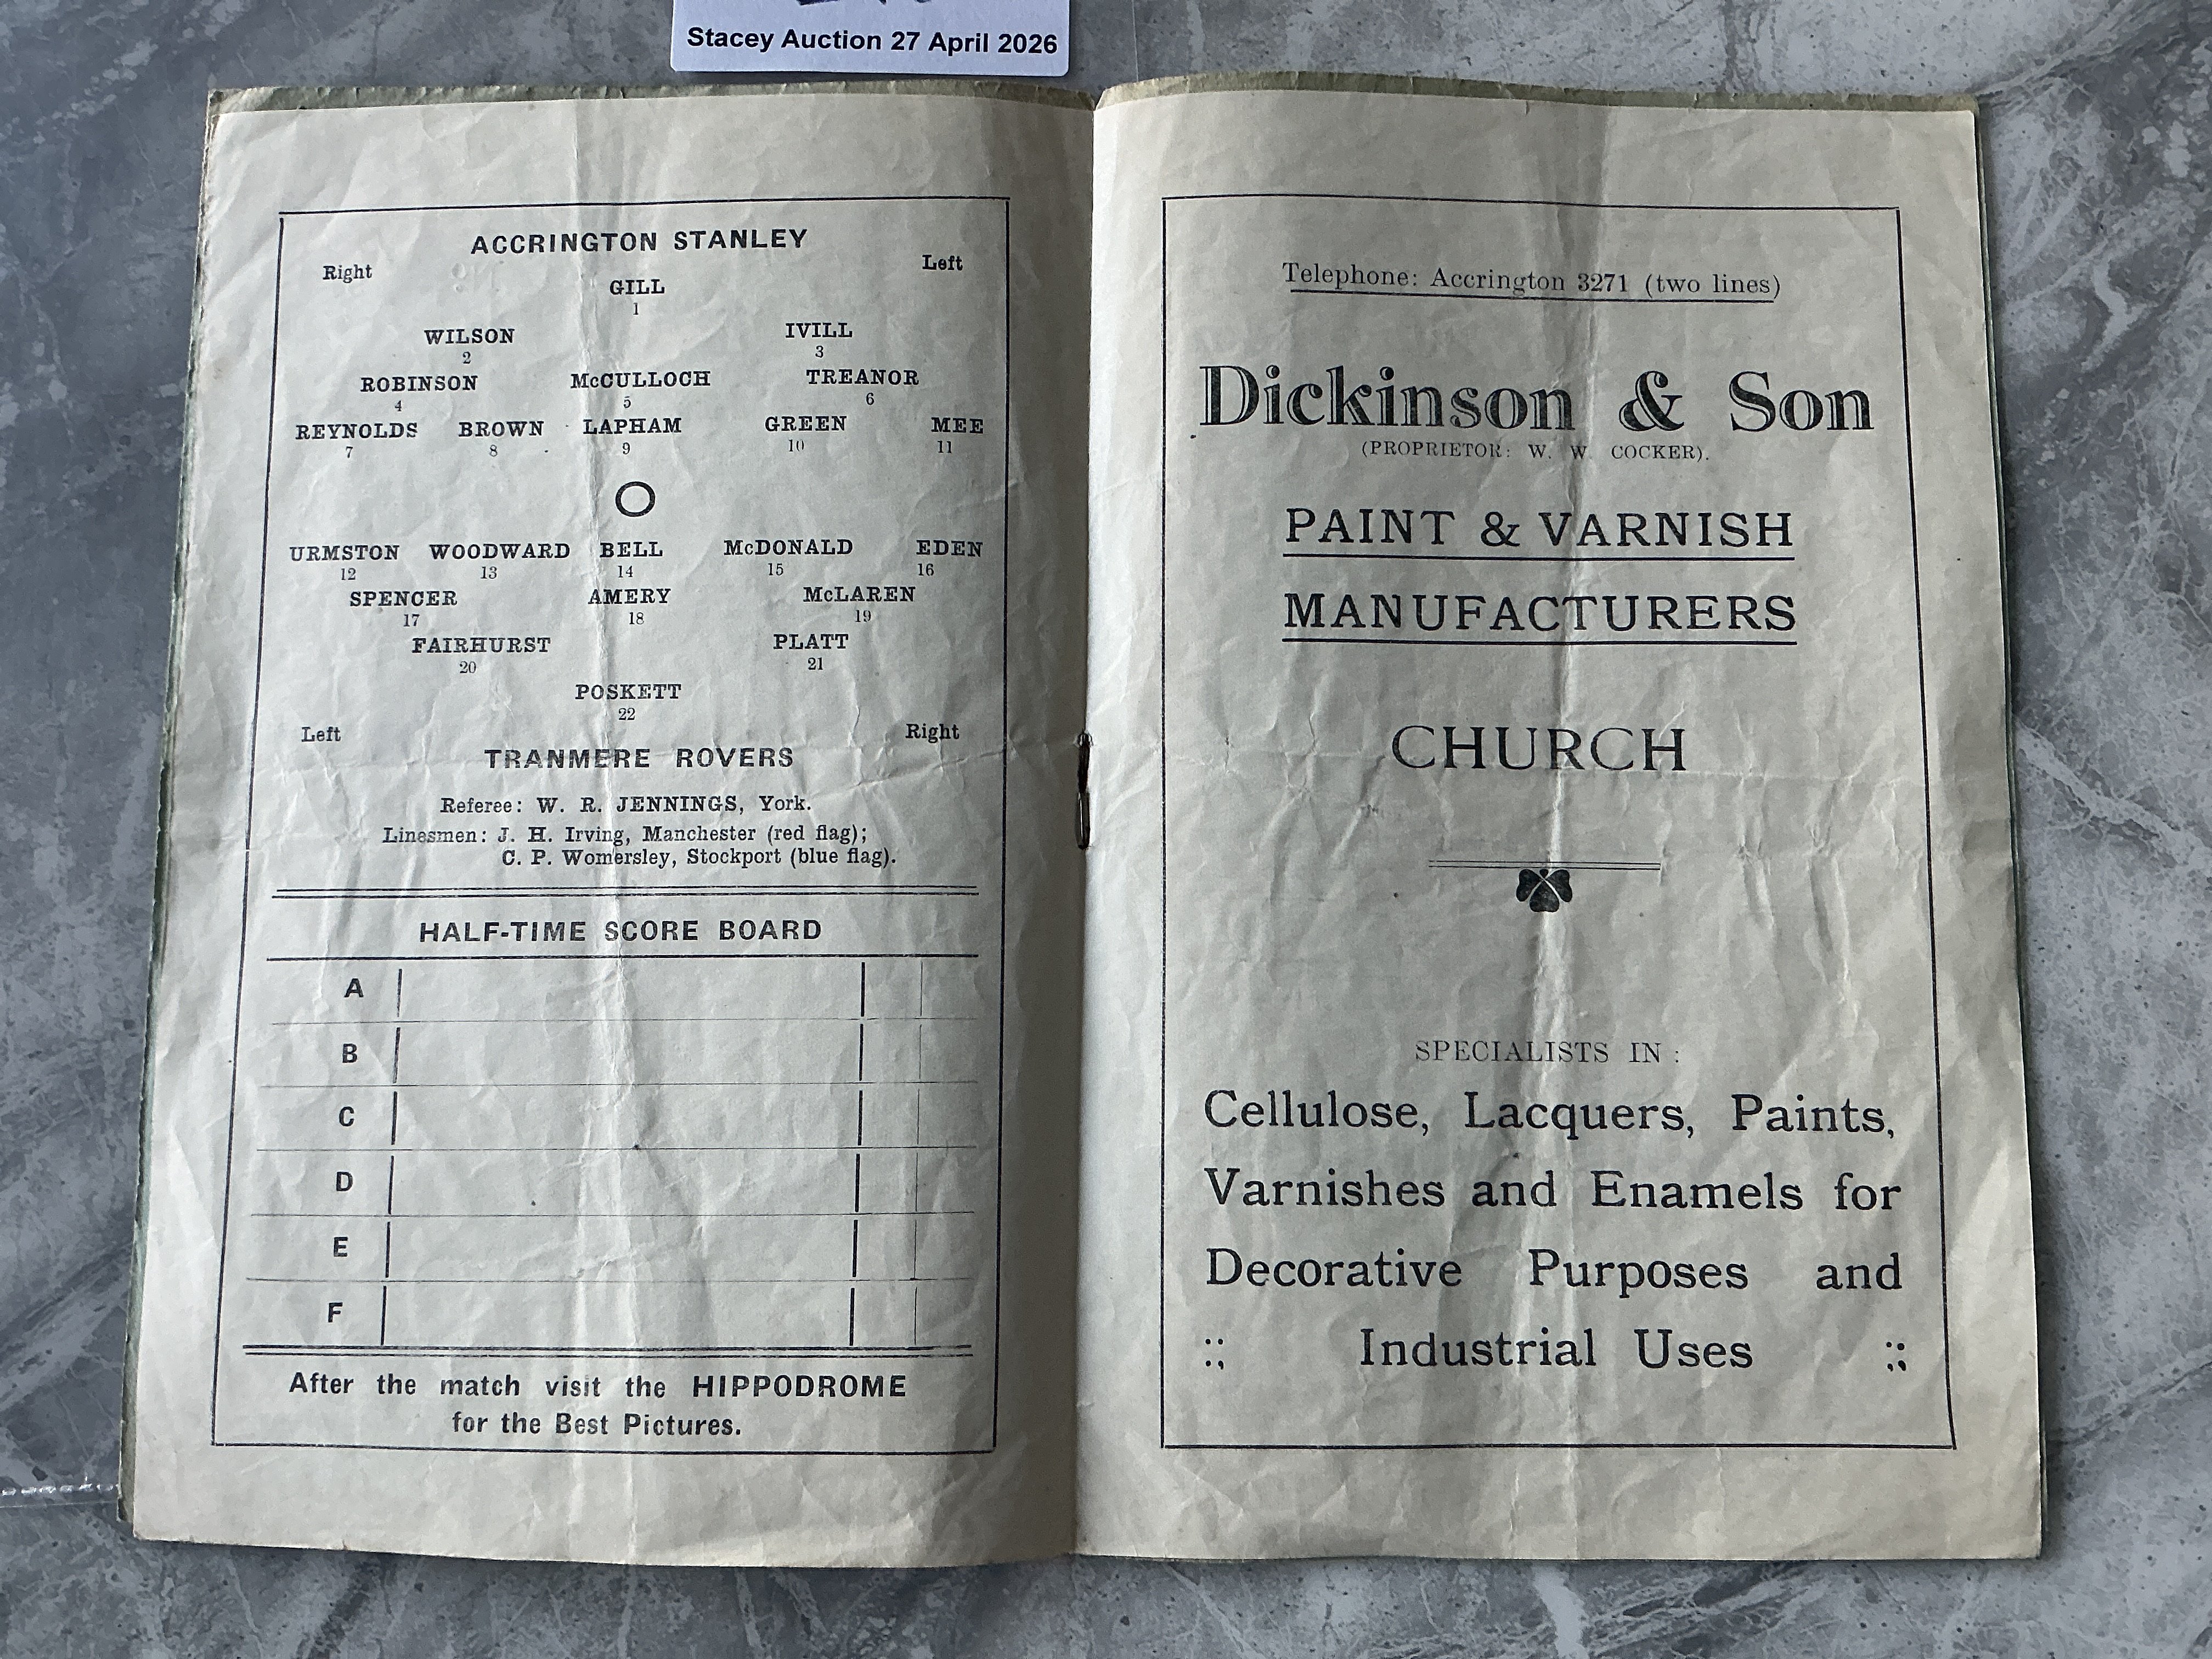 Stacey Auction 27 April 2026
ACCRINGTON STANLEY
Right Left
GILL
1
WILSON IVILL
2 3
ROBINSON McCULLOCH TREANOR
4 5 6
REYNOLDS BROWN LAPHAM GREEN MEE
7 8 9 10 11
URMSTON WOODWARD BELL McDONALD EDEN
12 13 14 15 16
SPENCER AMERY McLAREN
17 18 19
FAIRHURST PLATT
20 21
POSKETT
22
Left Right
TRANMERE ROVERS
Referee: W. R. JENNINGS, York.
Linesmen: J. H. Irving, Manchester (red flag);
C. P. Womersley, Stockport (blue flag).
HALF-TIME SCORE BOARD
A
B
C
D
E
F
After the match visit the HIPPODROME
for the Best Pictures.
Telephone: Accrington 3271 (two lines)
Dickinson & Son
(PROPRIETOR: W. W. COCKER).
PAINT & VARNISH
MANUFACTURERS
CHURCH
SPECIALISTS IN :
Cellulose, Lacquers, Paints,
Varnishes and Enamels for
Decorative Purposes and
:: Industrial Uses ::